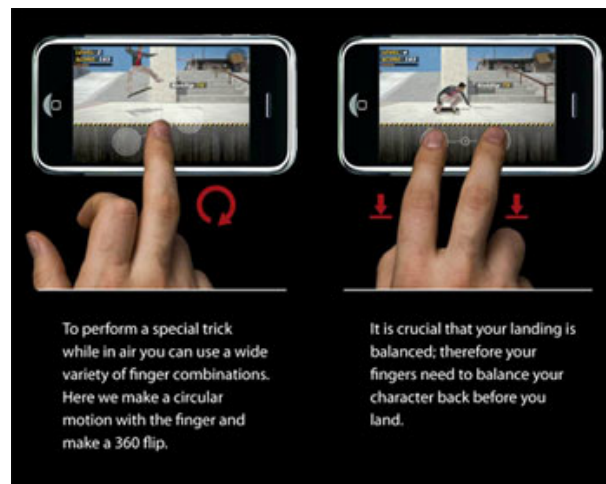 To perform a special trick
while in air you can use a wide
variety of finger combinations.
Here we make a circular
motion with the finger and
make a 360 flip.
It is crucial that your landing is
balanced; therefore your
fingers need to balance your
character back before you
land.